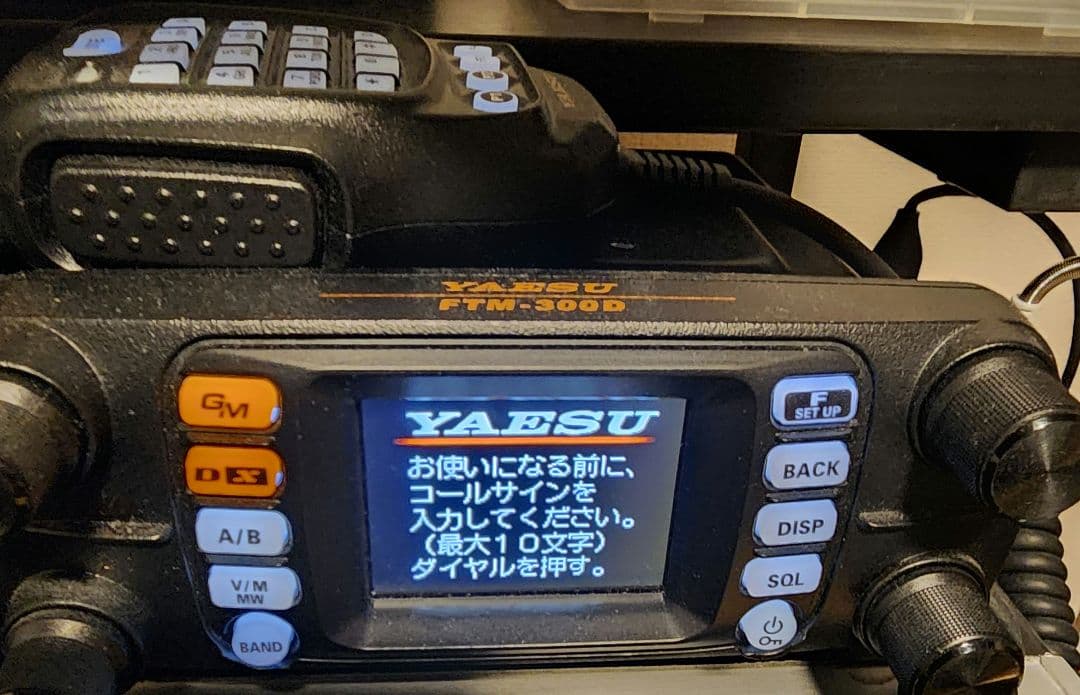 YAESU
FTM-300D
GM
D X
A/B
V/M
MW
BAND
YAESU
お使いになる前に、
コールサインを
入力してください。
（最大１０文字）
ダイヤルを押す。
F
SET UP
BACK
DISP
SQL